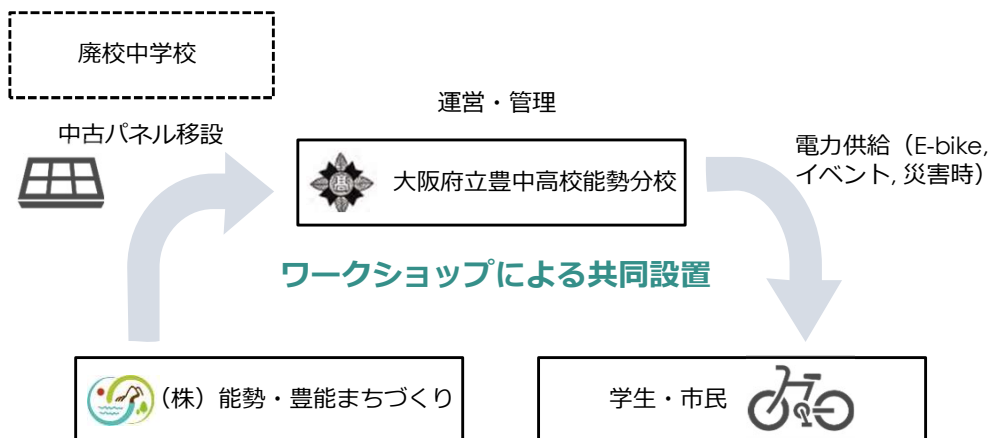 廃校中学校
運営・管理
中古パネル移設
電力供給（E-bike,
イベント, 災害時）
高
大阪府立豊中高校能勢分校
ワークショップによる共同設置
（株）能勢・豊能まちづくり
学生・市民